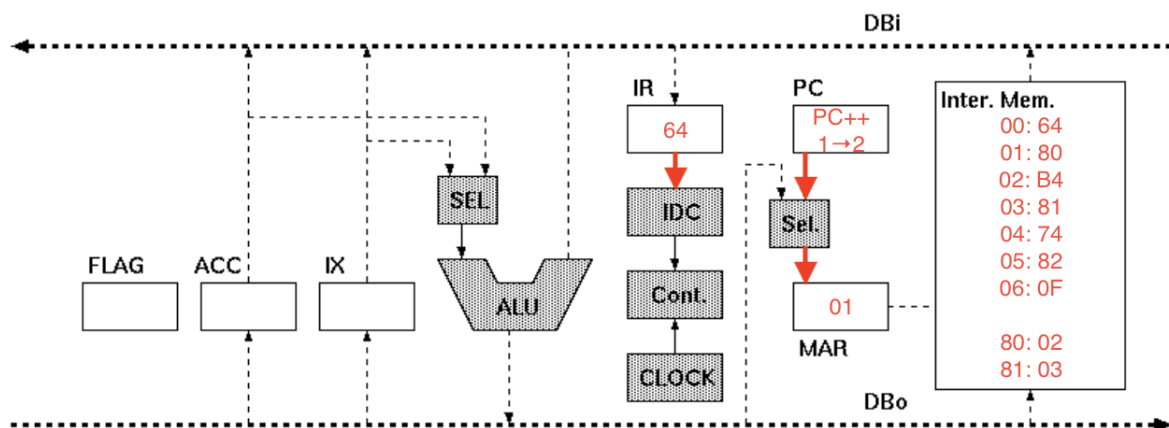 DBi
IR
PC
Inter. Mem.
64
PC++
1→2
00: 64
01: 80
02: B4
03: 81
04: 74
05: 82
06: 0F
80: 02
81: 03
SEL
IDC
Sel.
FLAG
ACC
IX
ALU
Cont.
01
MAR
CLOCK
DBo